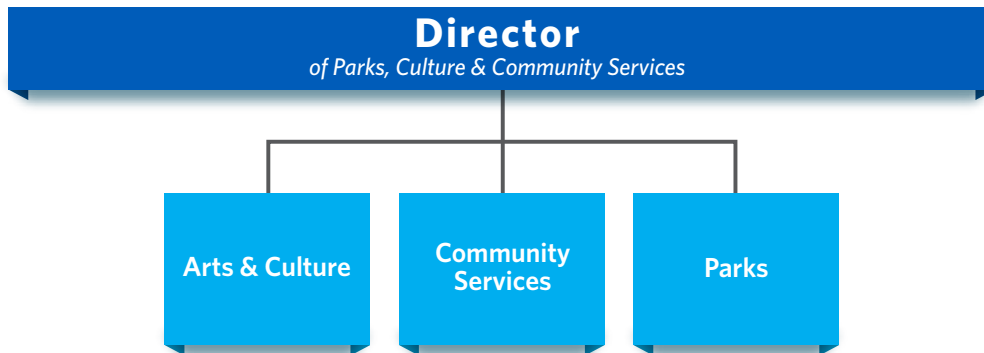 Director
of Parks, Culture & Community Services
Arts & Culture
Community
Services
Parks